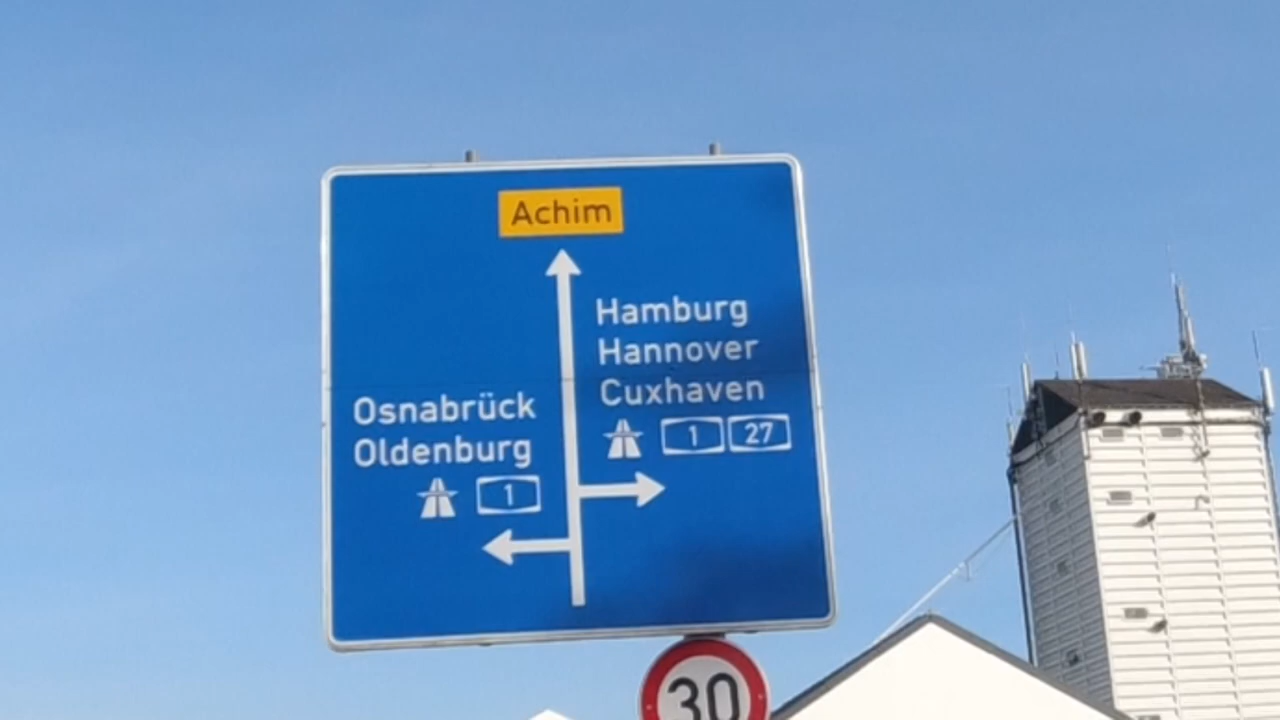 Achim
Hamburg
Hannover
Cuxhaven
1 27
Osnabrück
Oldenburg
1
30